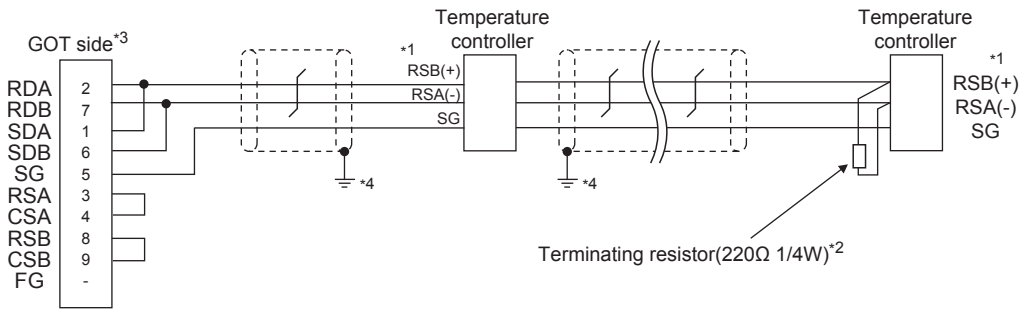 Temperature
controller
Temperature
controller
GOT side*3
*1
*1
RDA 2
RDB 7
SDA 1
SDB 6
SG 5
RSA 3
CSA 4
RSB 8
CSB 9
FG -
RSB(+)
RSA(-)
SG
RSB(+)
RSA(-)
SG
*4
*4
Terminating resistor(220Ω 1/4W)*2